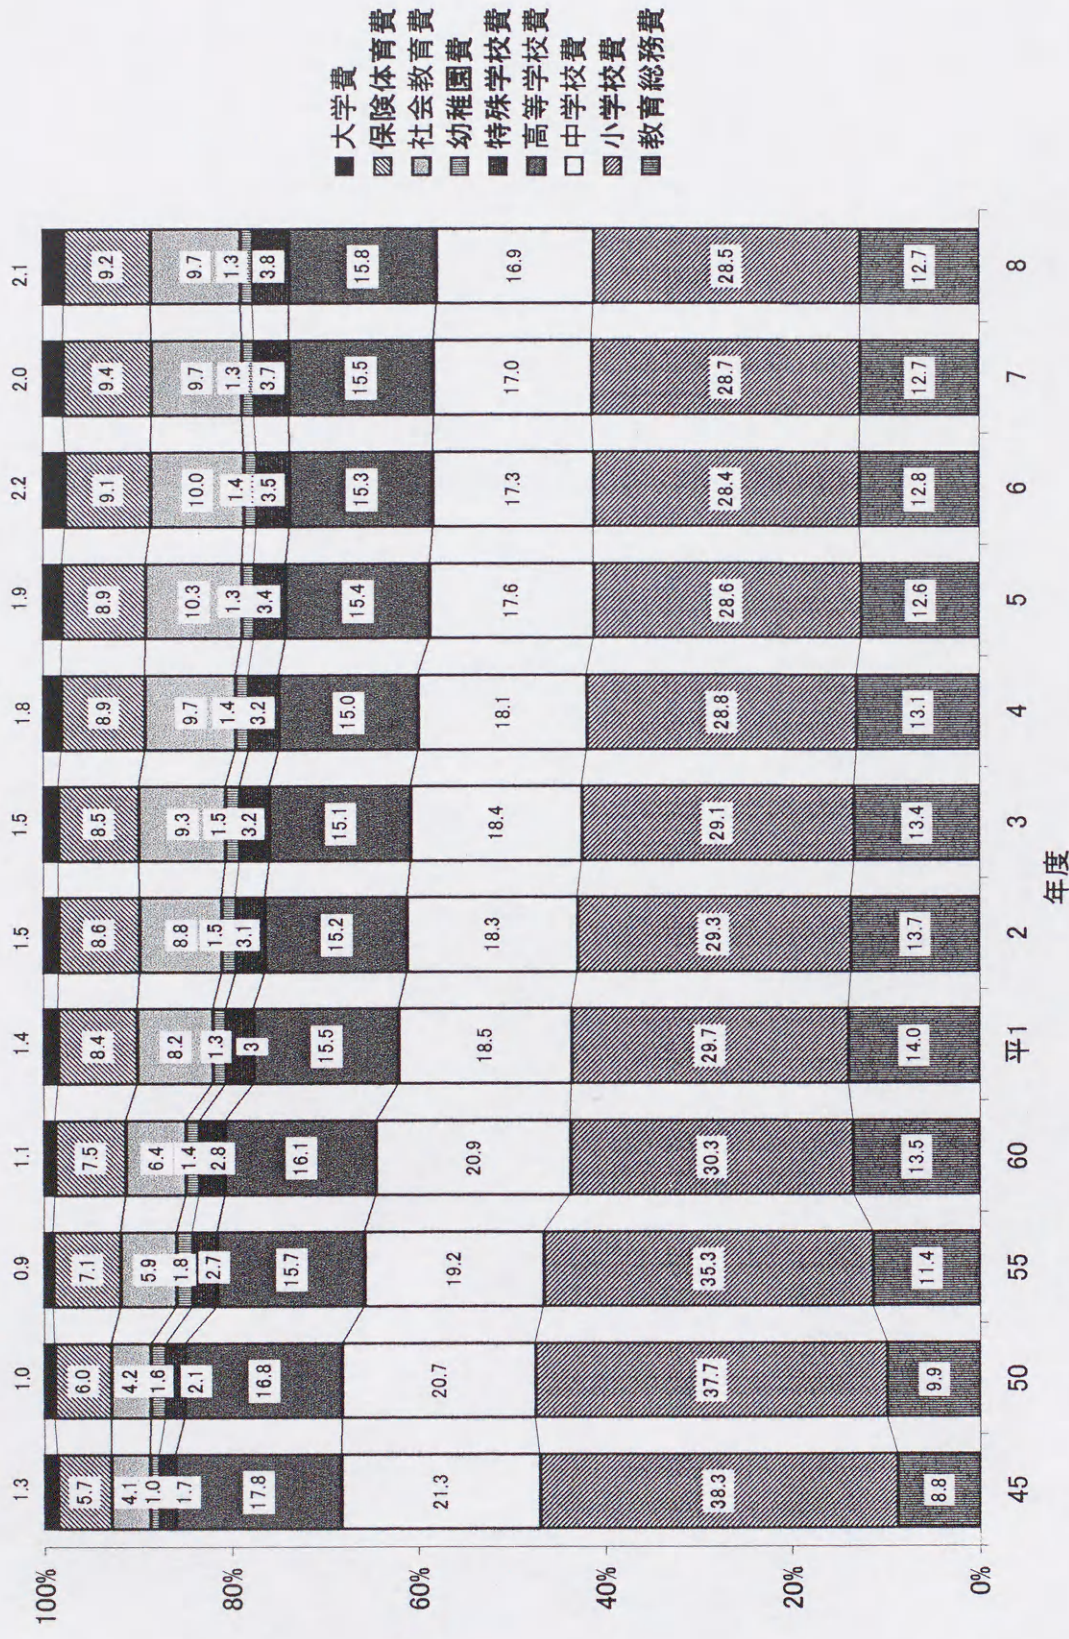 1.3 1.0 0.9 1.1 1.4 1.5 1.5 1.8 1.9 2.2 2.0 2.1
5.7 6.0 7.1 7.5 8.4 8.6 8.5 8.9 8.9 9.1 9.4 9.2
4.1 4.2 5.9 6.4 8.2 8.8 9.3 9.7 10.3 10.0 9.7 9.7
1.0 1.6 1.8 1.4 1.3 1.5 1.5 1.4 1.3 1.4 1.3 1.3
1.7 2.1 2.7 2.8 3 3.1 3.2 3.2 3.4 3.5 3.7 3.8
17.8 16.8 15.7 16.1 15.5 15.2 15.1 15.0 15.4 15.3 15.5 15.8
21.3 20.7 19.2 20.9 18.5 18.3 18.4 18.1 17.6 17.3 17.0 16.9
38.3 37.7 35.3 30.3 29.7 29.3 29.1 28.8 28.6 28.4 28.7 28.5
8.8 9.9 11.4 13.5 14.0 13.7 13.4 13.1 12.6 12.8 12.7 12.7
100%
80%
60%
40%
20%
0%
45 50 55 60 平1 2 3 4 5 6 7 8
年度
大学費
保険体育費
社会教育費
幼稚園費
特殊学校費
高等学校費
中学校費
小学校費
教育総務費